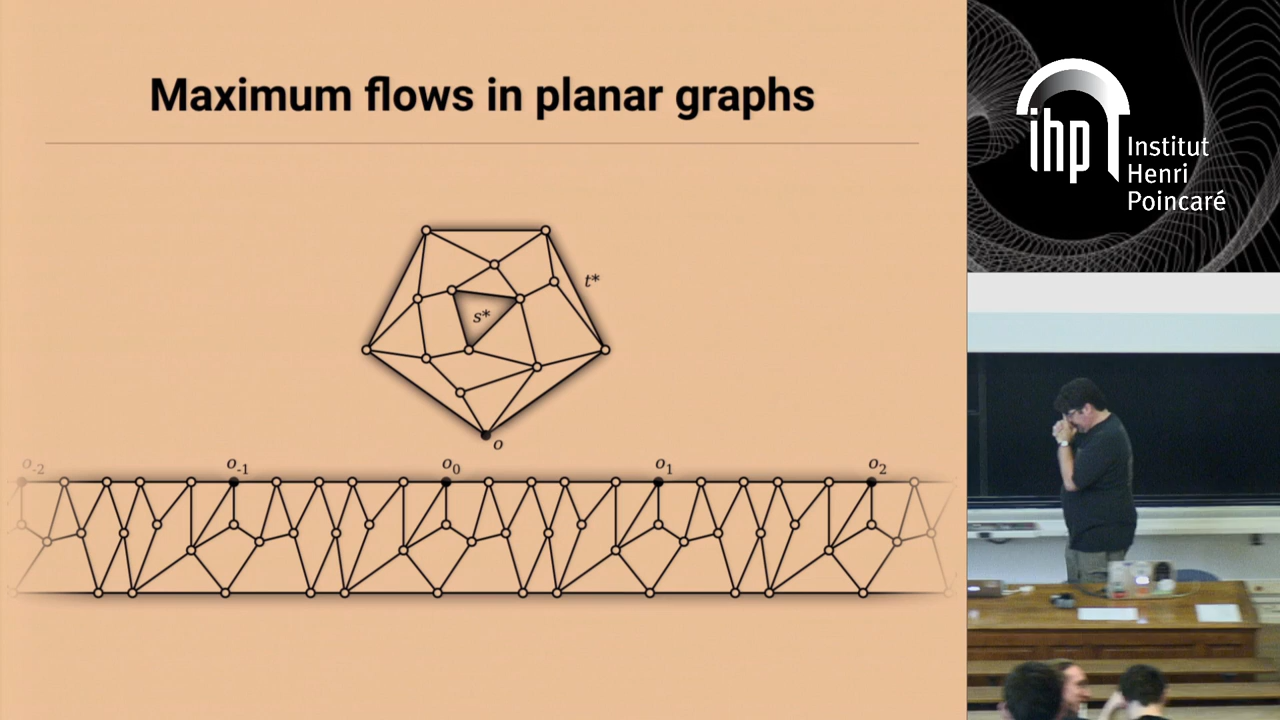 Maximum flows in planar graphs
t*
s*
o
o-2
o-1
o0
o1
o2
ihp
Institut
Henri
Poincaré